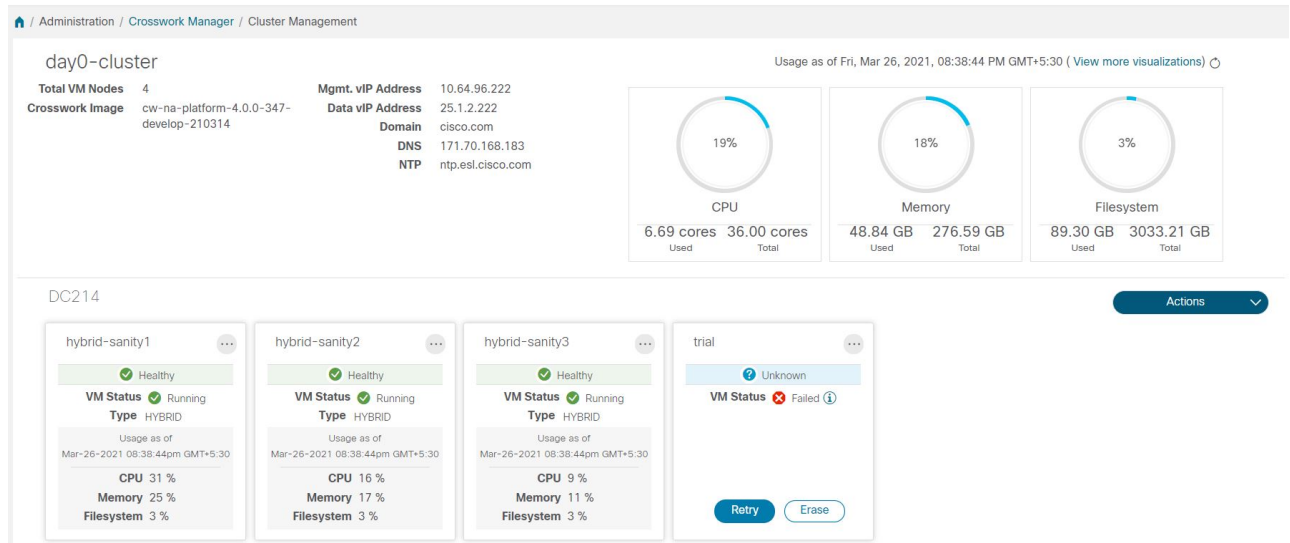 / Administration / Crosswork Manager / Cluster Management
day0-cluster
Usage as of Fri, Mar 26, 2021, 08:38:44 PM GMT+5:30 ( View more visualizations)
Total VM Nodes 4
Crosswork Image cw-na-platform-4.0.0-347-
develop-210314
Mgmt. vIP Address 10.64.96.222
Data vIP Address 25.1.2.222
Domain cisco.com
DNS 171.70.168.183
NTP ntp.esl.cisco.com
19%
CPU
6.69 cores 36.00 cores
Used Total
18%
Memory
48.84 GB 276.59 GB
Used Total
3%
Filesystem
89.30 GB 3033.21 GB
Used Total
DC214
Actions
hybrid-sanity1 ...
Healthy
VM Status Running
Type HYBRID
Usage as of
Mar-26-2021 08:38:44pm GMT+5:30
CPU 31 %
Memory 25 %
Filesystem 3 %
hybrid-sanity2 ...
Healthy
VM Status Running
Type HYBRID
Usage as of
Mar-26-2021 08:38:44pm GMT+5:30
CPU 16 %
Memory 17 %
Filesystem 3 %
hybrid-sanity3 ...
Healthy
VM Status Running
Type HYBRID
Usage as of
Mar-26-2021 08:38:44pm GMT+5:30
CPU 9 %
Memory 11 %
Filesystem 3 %
trial ...
? Unknown
VM Status Failed i
Retry Erase